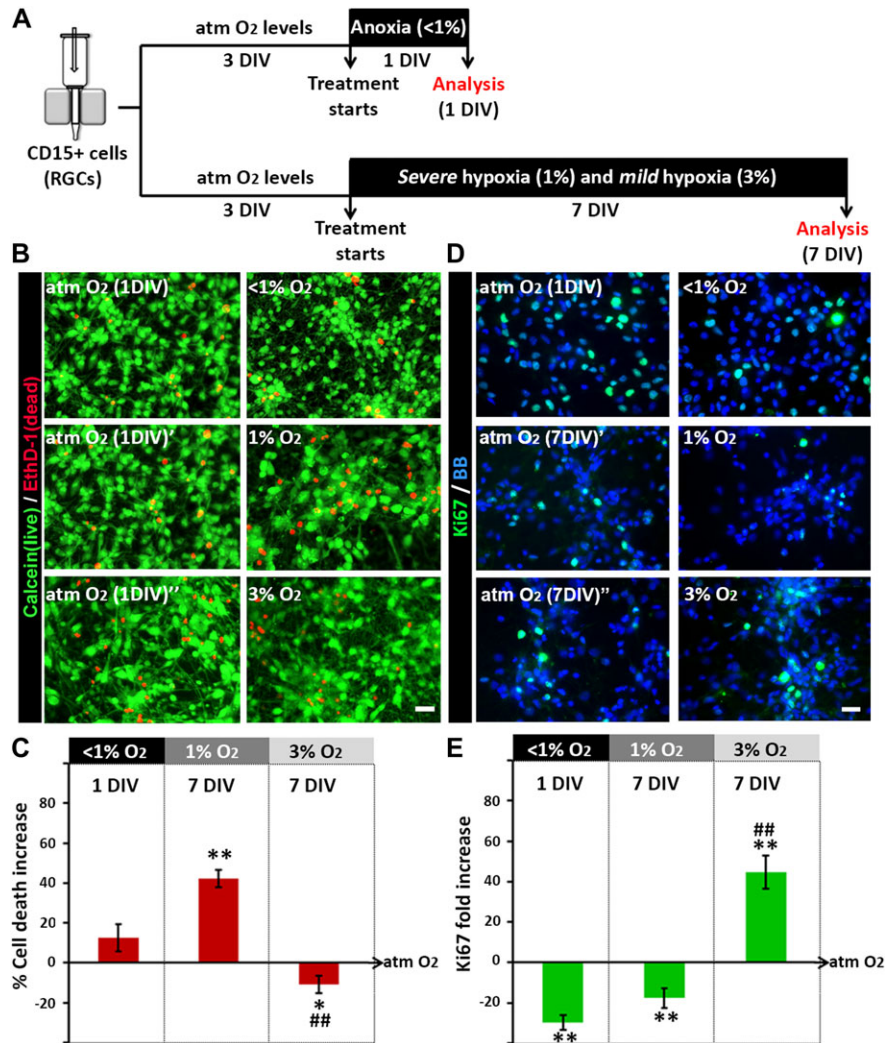 A
atm O₂ levels
Anoxia (<1%)
3 DIV
1 DIV
Treatment
starts
Analysis
(1 DIV)
CD15+ cells
(RGCs)
atm O₂ levels
Severe hypoxia (1%) and mild hypoxia (3%)
3 DIV
7 DIV
Treatment
starts
Analysis
(7 DIV)
B
Calcein(live) / EthD-1(dead)
atm O₂ (1DIV)
<1% O₂
atm O₂ (1DIV)'
1% O₂
atm O₂ (1DIV)''
3% O₂
D
Ki67 / BB
atm O₂ (1DIV)
<1% O₂
atm O₂ (7DIV)'
1% O₂
atm O₂ (7DIV)''
3% O₂
C
<1% O₂
1% O₂
3% O₂
1 DIV
7 DIV
7 DIV
% Cell death increase
80
60
40
20
0
-20
**
*
##
atm O₂
E
<1% O₂
1% O₂
3% O₂
1 DIV
7 DIV
7 DIV
Ki67 fold increase
80
60
40
20
0
-20
##
**
**
**
atm O₂